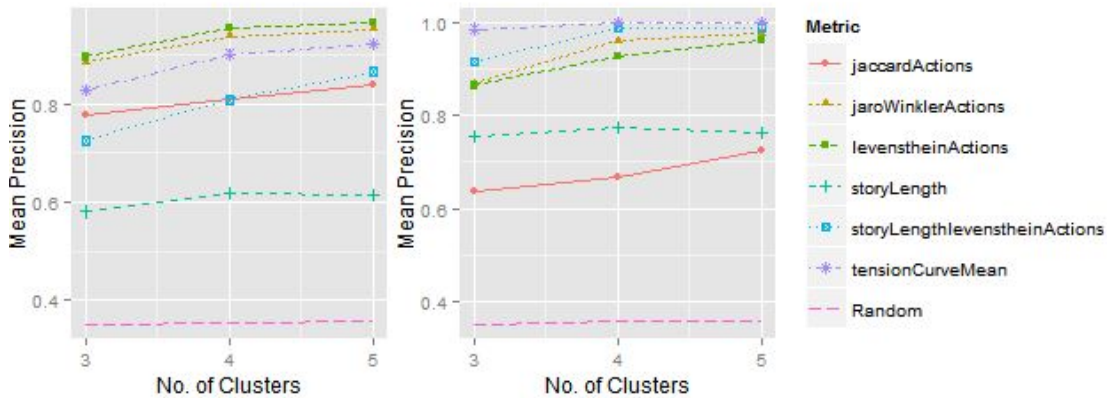 Mean Precision
0.8
0.6
0.4
3
4
5
No. of Clusters
Mean Precision
1.0
0.8
0.6
0.4
3
4
5
No. of Clusters
Metric
jaccardActions
jaroWinklerActions
levenstheinActions
storyLength
storyLengthlevenstheinActions
tensionCurveMean
Random